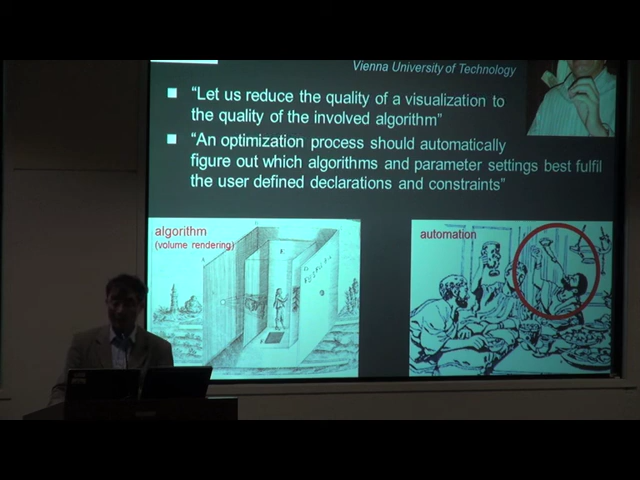 Vienna University of Technology
“Let us reduce the quality of a visualization to
the quality of the involved algorithm”
“An optimization process should automatically
figure out which algorithms and parameter settings best fulfil
the user defined declarations and constraints”
algorithm
(volume rendering)
automation